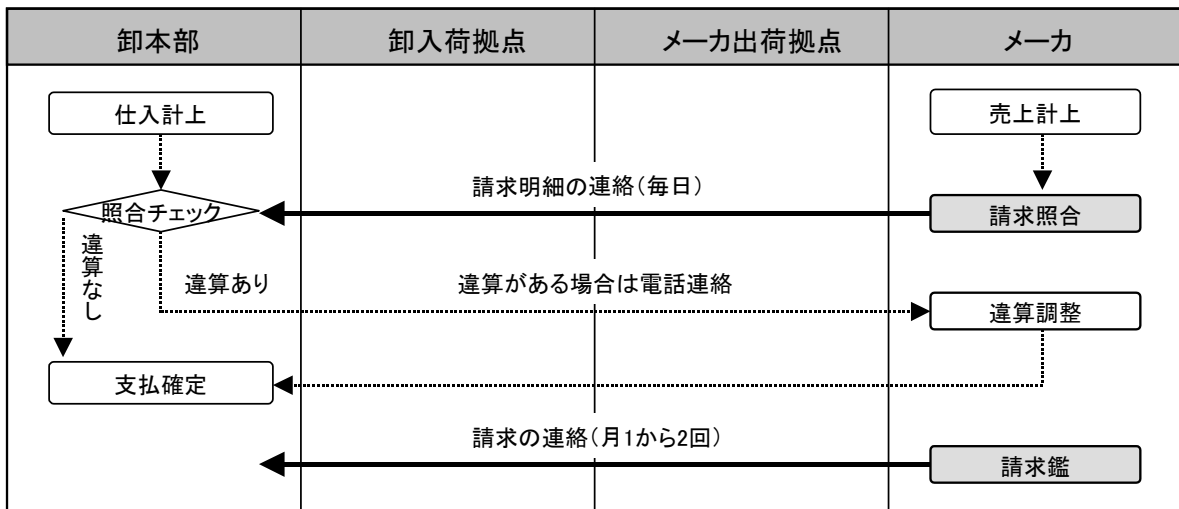 卸本部
卸入荷拠点
メーカ出荷拠点
メーカ
仕入計上
売上計上
請求明細の連絡(毎日)
照合チェック
請求照合
違算なし
違算あり
違算がある場合は電話連絡
違算調整
支払確定
請求の連絡(月1から2回)
請求鑑